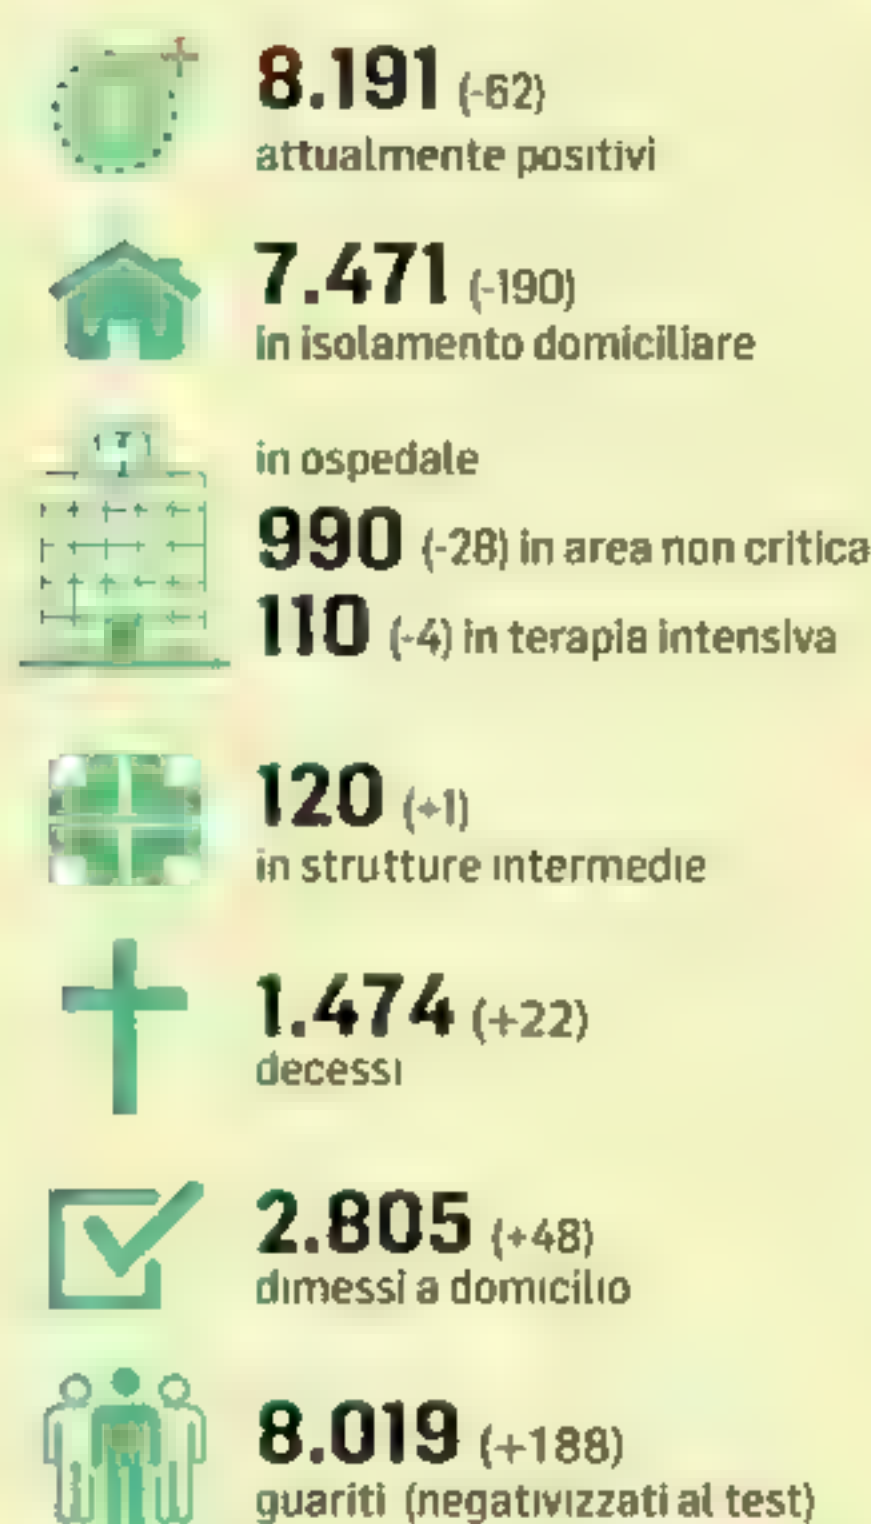 8.191 (-62)
attualmente positivi
7.471 (-190)
in isolamento domiciliare
in ospedale
990 (-28) in area non critica
110 (-4) in terapia intensiva
120 (+1)
in strutture intermedie
1.474 (+22)
decessi
2.805 (+48)
dimessi a domicilio
8.019 (+188)
guariti (negativizzati al test)